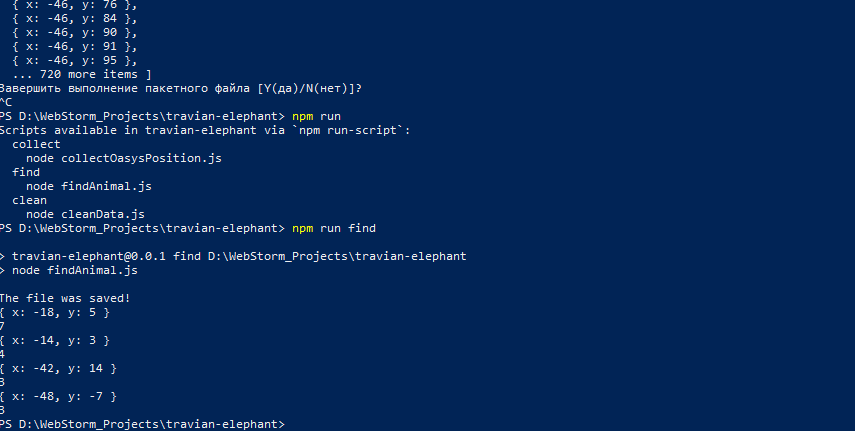 { x: -46, y: 76 },
{ x: -46, y: 84 },
{ x: -46, y: 90 },
{ x: -46, y: 91 },
{ x: -46, y: 95 },
... 720 more items ]
Завершить выполнение пакетного файла [Y(да)/N(нет)]?
^C
PS D:\WebStorm_Projects\travian-elephant> npm run
Scripts available in travian-elephant via `npm run-script`:
collect
node collectOasysPosition.js
find
node findAnimal.js
clean
node cleanData.js
PS D:\WebStorm_Projects\travian-elephant> npm run find
> travian-elephant@0.0.1 find D:\WebStorm_Projects\travian-elephant
> node findAnimal.js
The file was saved!
{ x: -18, y: 5 }
7
{ x: -14, y: 3 }
4
{ x: -42, y: 14 }
3
{ x: -48, y: -7 }
3
PS D:\WebStorm_Projects\travian-elephant>